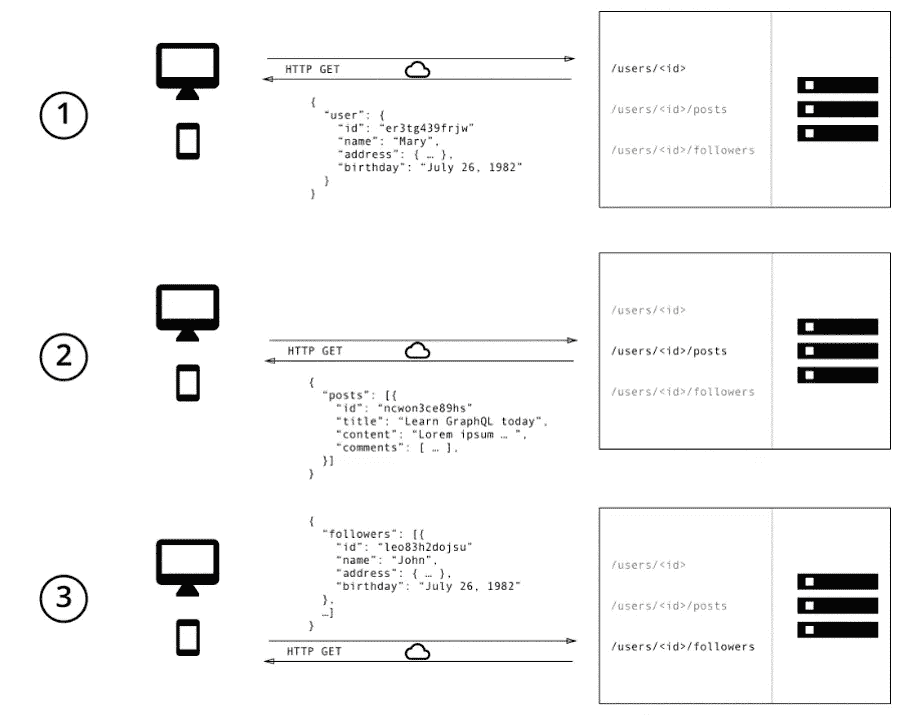 1
HTTP GET
{
"user": {
"id": "er3tg439frjw"
"name": "Mary",
"address": { … },
"birthday": "July 26, 1982"
}
}
/users/<id>
/users/<id>/posts
/users/<id>/followers
2
HTTP GET
{
"posts": [{
"id": "ncwon3ce89hs"
"title": "Learn GraphQL today",
"content": "Lorem ipsum … ",
"comments": [ … ],
}]
}
/users/<id>
/users/<id>/posts
/users/<id>/followers
3
{
"followers": [{
"id": "leo83h2dojsu"
"name": "John",
"address": { … },
"birthday": "July 26, 1982"
},
…]
}
HTTP GET
/users/<id>
/users/<id>/posts
/users/<id>/followers